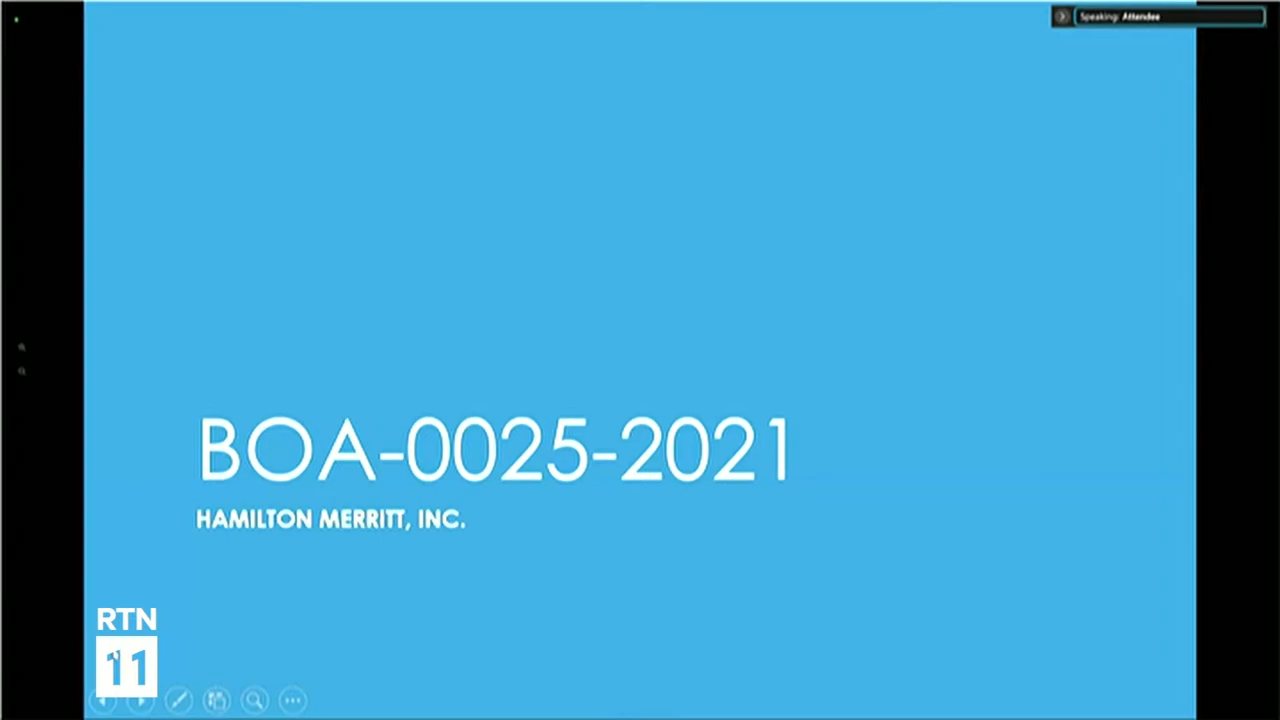 Speaking: Attendee
BOA-0025-2021
HAMILTON MERRITT, INC.
RTN
11